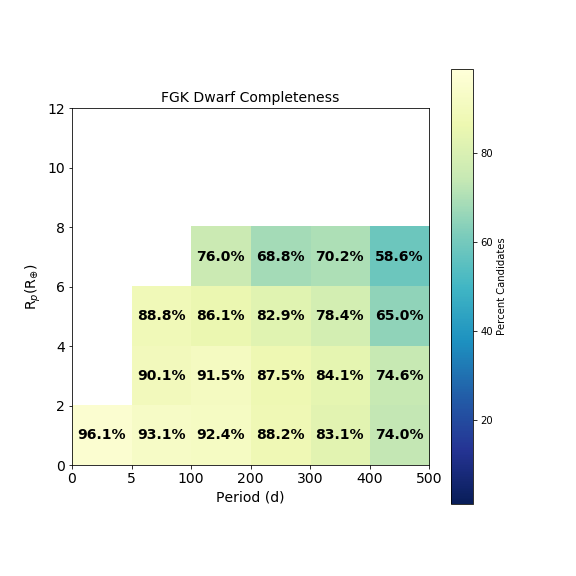 FGK Dwarf Completeness
12
10
8
6
4
2
0
R_p(R_⊕)
76.0% 68.8% 70.2% 58.6%
88.8% 86.1% 82.9% 78.4% 65.0%
90.1% 91.5% 87.5% 84.1% 74.6%
96.1% 93.1% 92.4% 88.2% 83.1% 74.0%
0 5 100 200 300 400 500
Period (d)
80
60
40
20
Percent Candidates